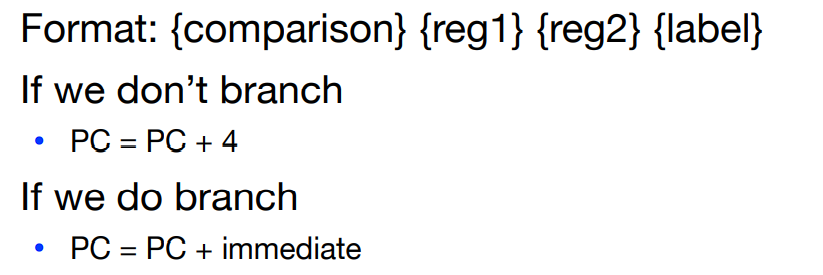 Format: {comparison} {reg1} {reg2} {label}
If we don’t branch
• PC = PC + 4
If we do branch
• PC = PC + immediate